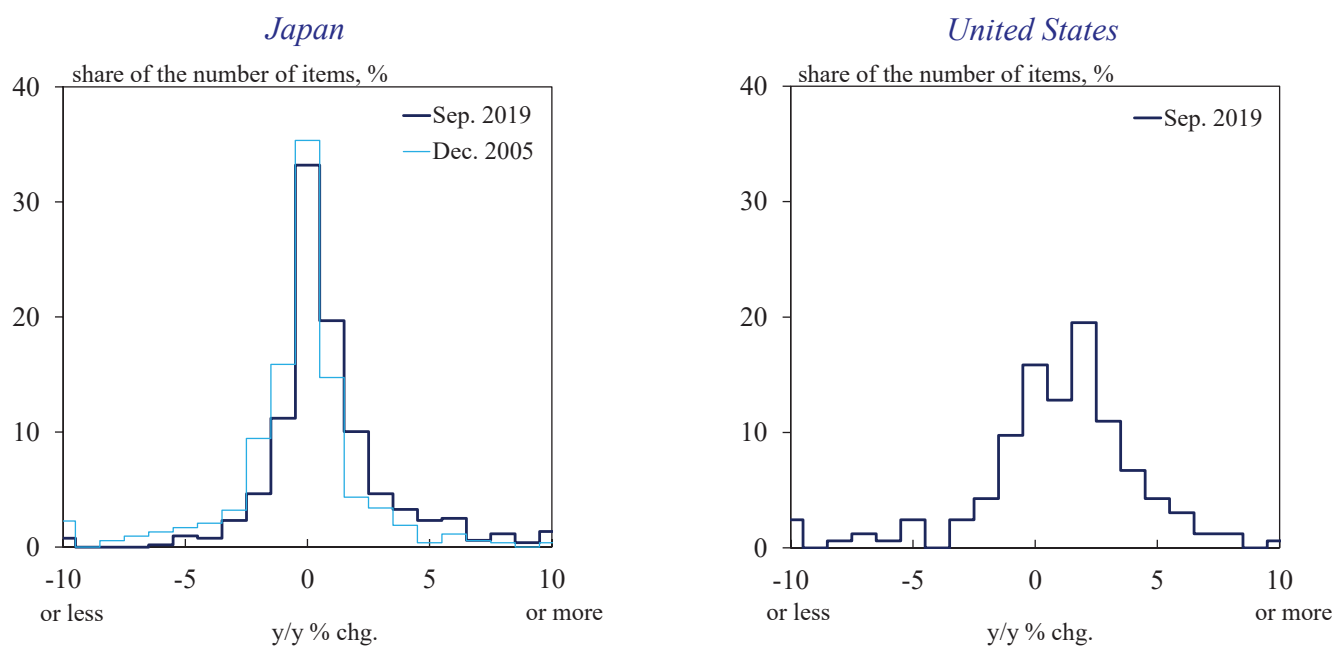 Japan
share of the number of items, %
40
30
20
10
0
Sep. 2019
Dec. 2005
-10 -5 0 5 10
or less or more
y/y % chg.
United States
share of the number of items, %
40
30
20
10
0
Sep. 2019
-10 -5 0 5 10
or less or more
y/y % chg.